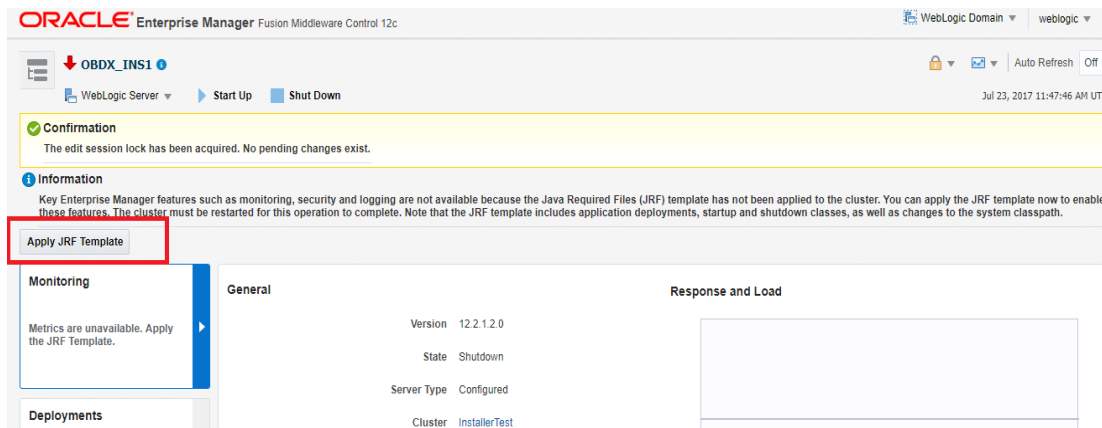 ORACLE Enterprise Manager Fusion Middleware Control 12c
WebLogic Domain weblogic
OBDX_INS1
Auto Refresh Off
WebLogic Server Start Up Shut Down
Jul 23, 2017 11:47:46 AM UT
Confirmation
The edit session lock has been acquired. No pending changes exist.
Information
Key Enterprise Manager features such as monitoring, security and logging are not available because the Java Required Files (JRF) template has not been applied to the cluster. You can apply the JRF template now to enable
these features. The cluster must be restarted for this operation to complete. Note that the JRF template includes application deployments, startup and shutdown classes, as well as changes to the system classpath.
Apply JRF Template
Monitoring
Metrics are unavailable. Apply
the JRF Template.
Deployments
General
Version 12.2.1.2.0
State Shutdown
Server Type Configured
Cluster InstallerTest
Response and Load